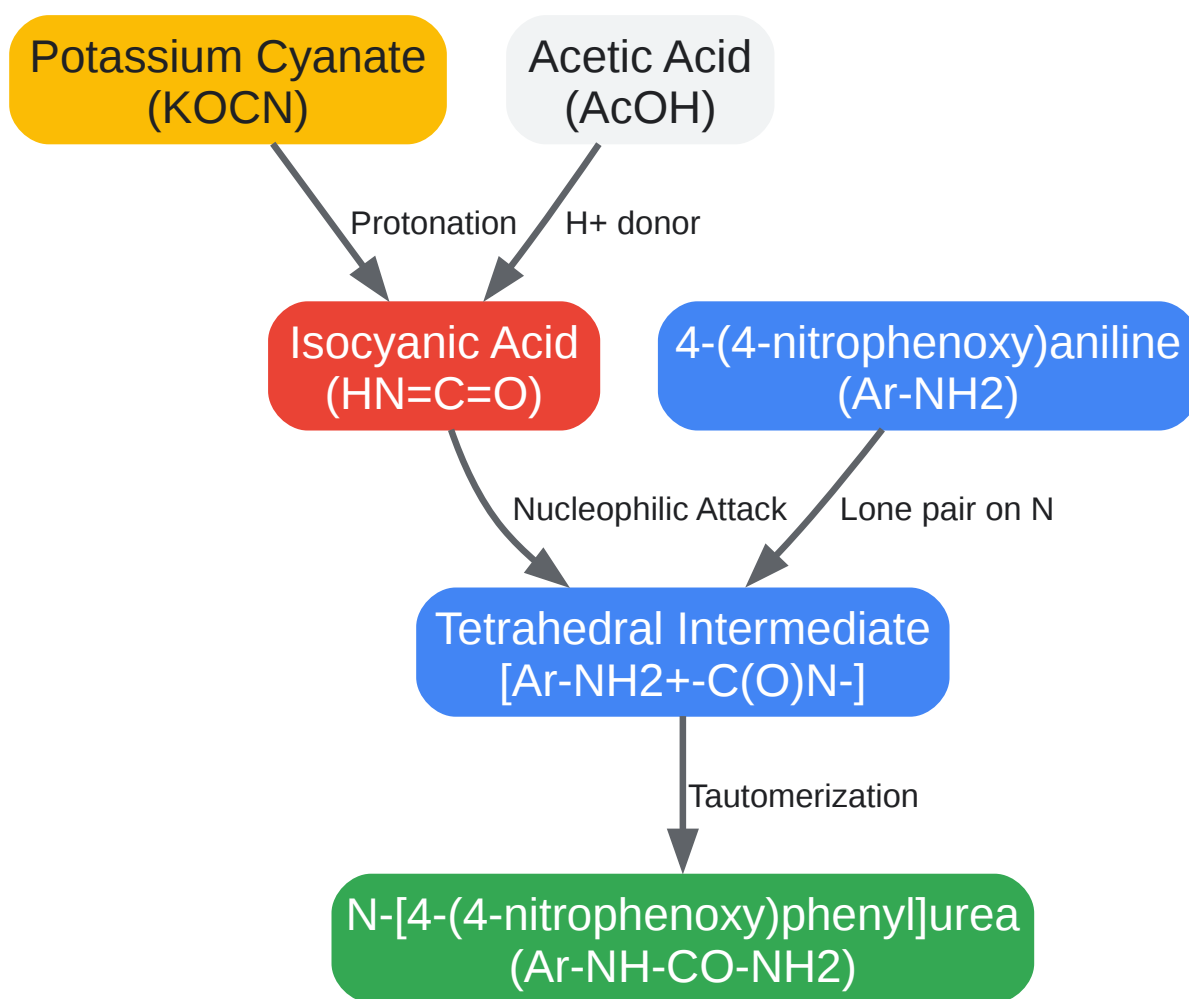 Potassium Cyanate
(KOCN)
Acetic Acid
(AcOH)
Protonation
H+ donor
Isocyanic Acid
(HN=C=O)
4-(4-nitrophenoxy)aniline
(Ar-NH2)
Nucleophilic Attack
Lone pair on N
Tetrahedral Intermediate
[Ar-NH2+-C(O)N-]
Tautomerization
N-[4-(4-nitrophenoxy)phenyl]urea
(Ar-NH-CO-NH2)